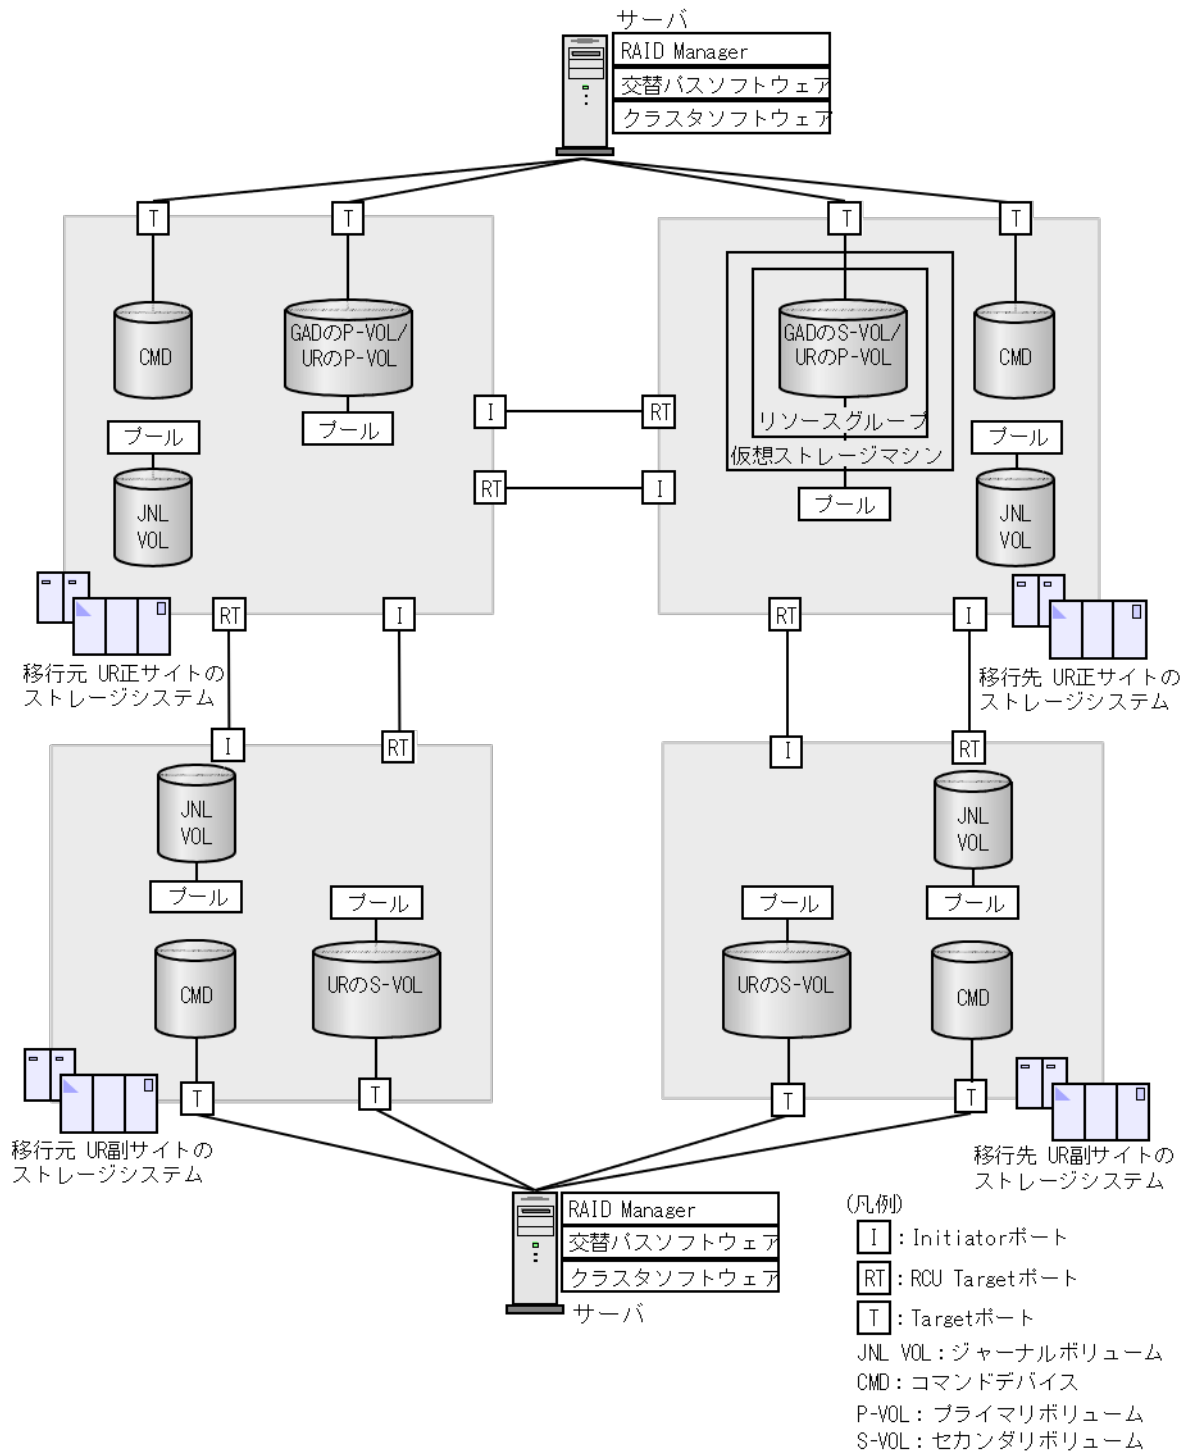 サーバ
RAID Manager
交替パスソフトウェア
クラスタソフトウェア
T
T
T
T
CMD
GADのP-VOL/
URのP-VOL
GADのS-VOL/
URのP-VOL
CMD
プール
プール
リソースグループ
仮想ストレージマシン
プール
プール
I
RT
RT
I
JNL
VOL
JNL
VOL
RT
I
RT
I
移行元 UR正サイトの
ストレージシステム
移行先 UR正サイトの
ストレージシステム
I
RT
I
RT
JNL
VOL
JNL
VOL
プール
プール
プール
プール
CMD
URのS-VOL
URのS-VOL
CMD
T
T
T
T
移行元 UR副サイトの
ストレージシステム
移行先 UR副サイトの
ストレージシステム
RAID Manager
交替パスソフトウェア
クラスタソフトウェア
サーバ
(凡例)
I：Initiatorポート
RT：RCU Targetポート
T：Targetポート
JNL VOL：ジャーナルボリューム
CMD：コマンドデバイス
P-VOL：プライマリボリューム
S-VOL：セカンダリボリューム